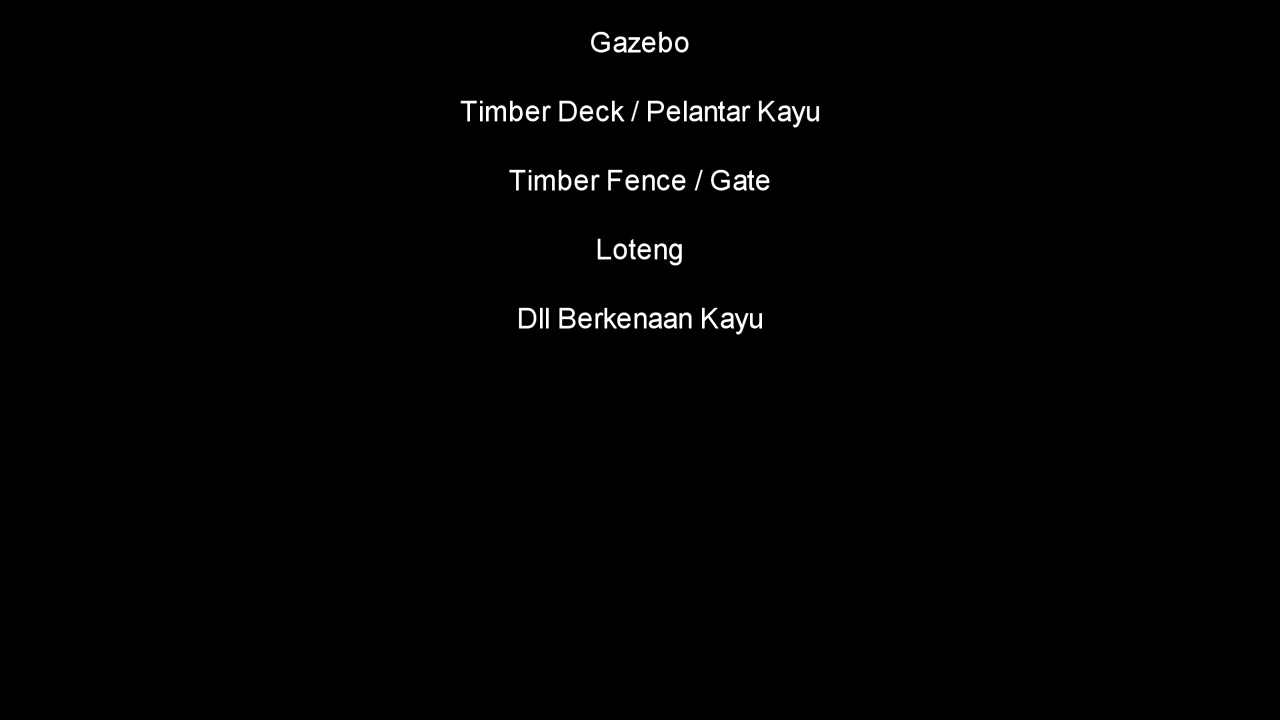 Gazebo
Timber Deck / Pelantar Kayu
Timber Fence / Gate
Loteng
Dll Berkenaan Kayu